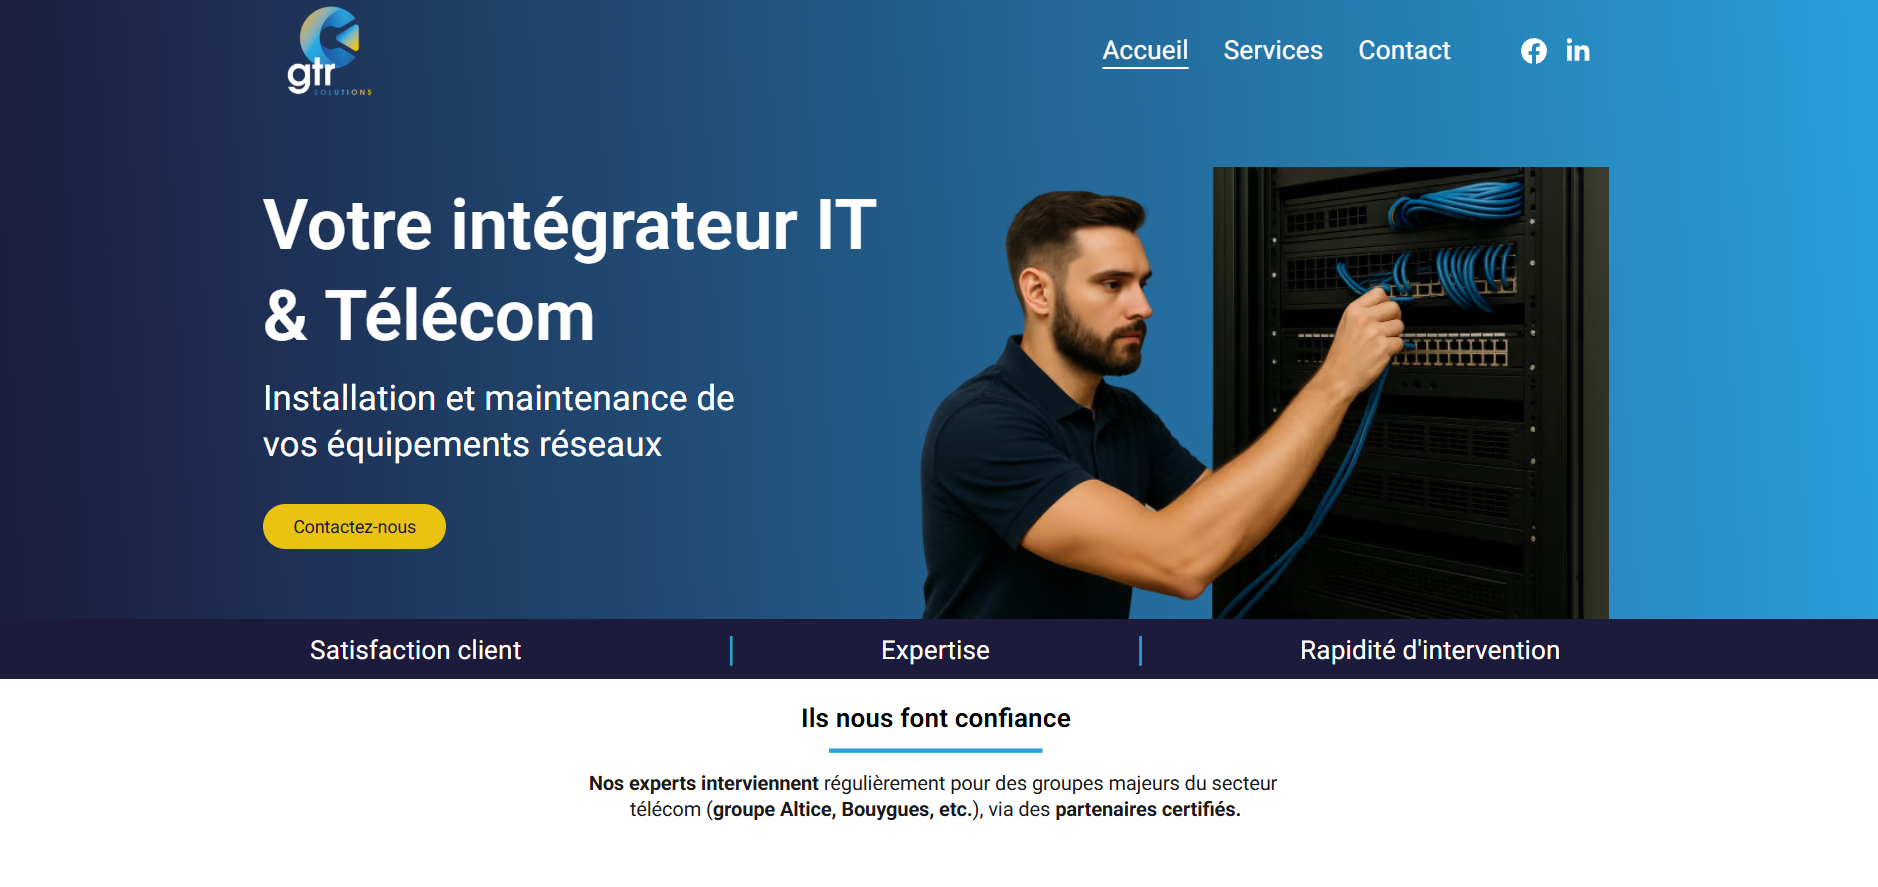 gtr
SOLUTIONS
Accueil Services Contact
Votre intégrateur IT
& Télécom
Installation et maintenance de
vos équipements réseaux
Contactez-nous
Satisfaction client | Expertise | Rapidité d'intervention
Ils nous font confiance
Nos experts interviennent régulièrement pour des groupes majeurs du secteur
télécom (groupe Altice, Bouygues, etc.), via des partenaires certifiés.